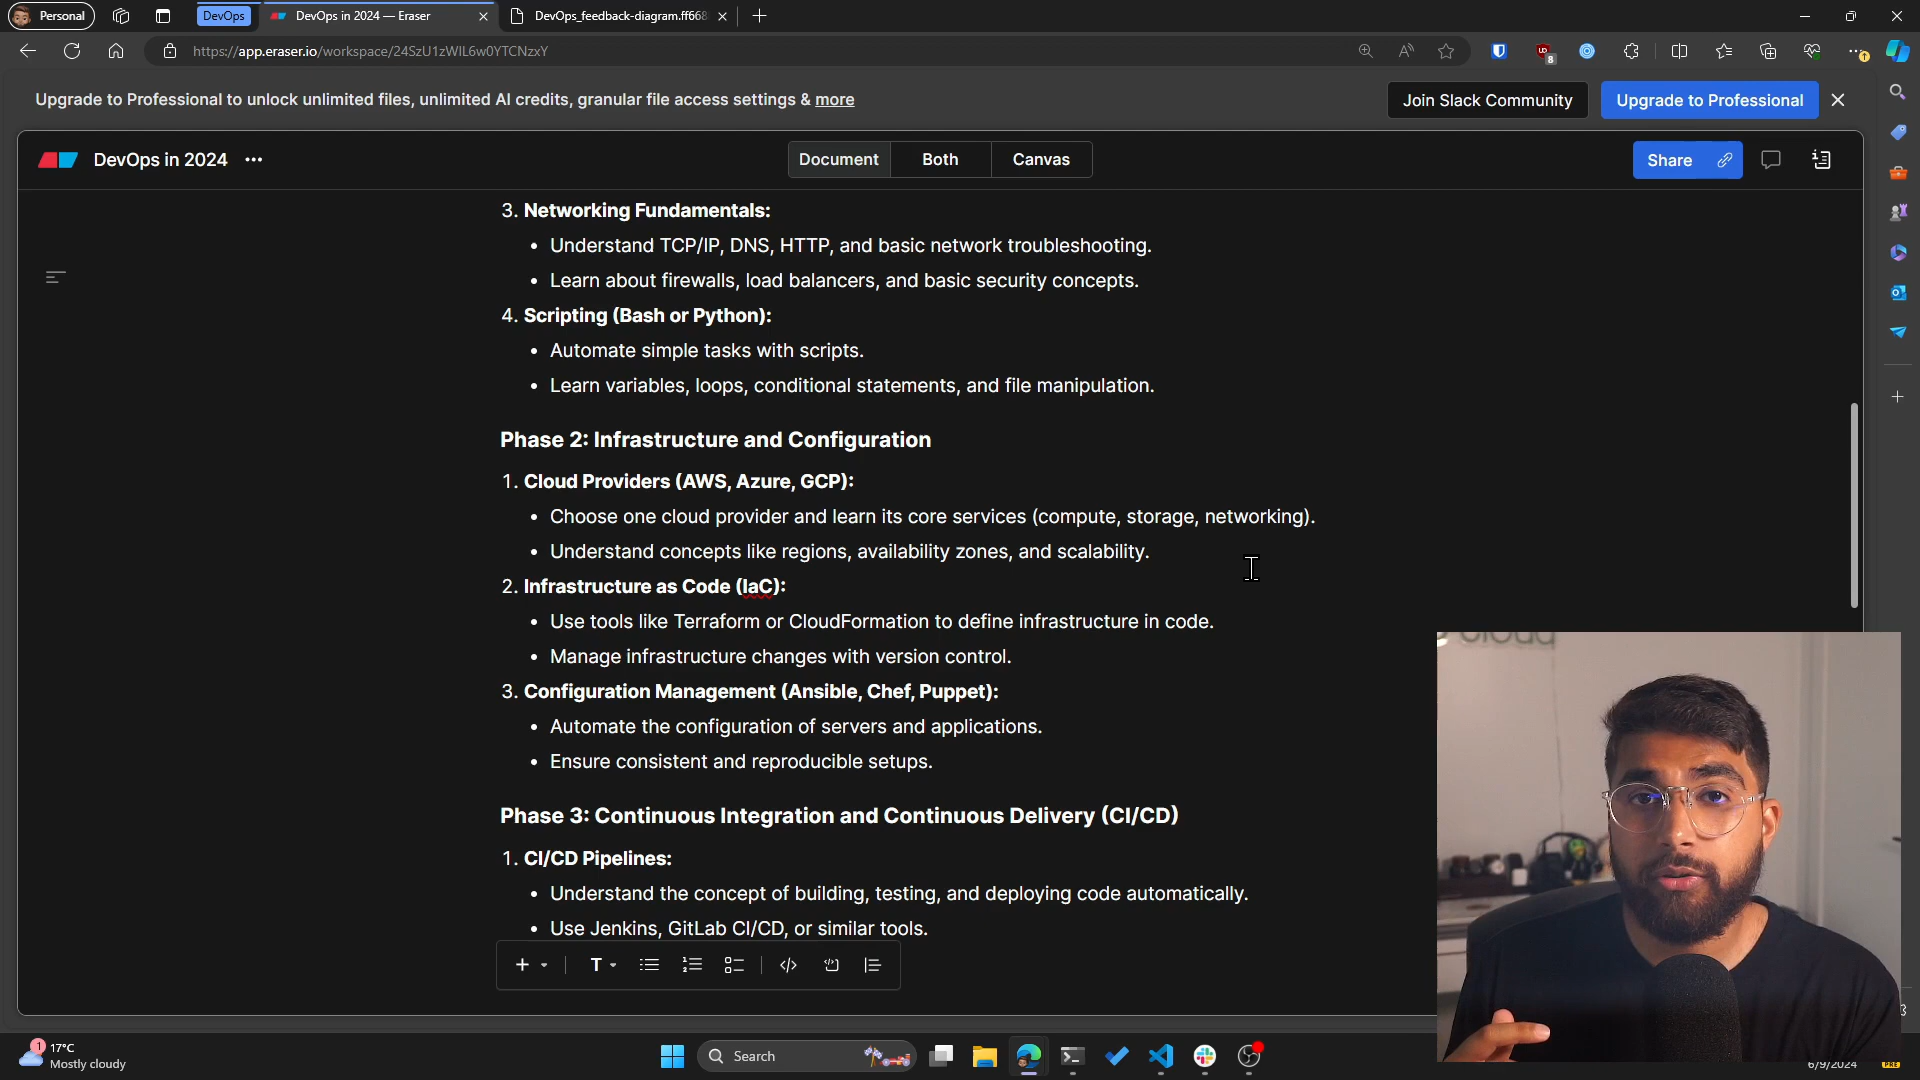 Personal
DevOps
DevOps in 2024 — Eraser
DevOps_feedback-diagram.ff668
https://app.eraser.io/workspace/24SzU1zWIL6w0YTCNzxY
8
Upgrade to Professional to unlock unlimited files, unlimited AI credits, granular file access settings & more
Join Slack Community
Upgrade to Professional
DevOps in 2024
Document
Both
Canvas
Share
3. Networking Fundamentals:
• Understand TCP/IP, DNS, HTTP, and basic network troubleshooting.
• Learn about firewalls, load balancers, and basic security concepts.
4. Scripting (Bash or Python):
• Automate simple tasks with scripts.
• Learn variables, loops, conditional statements, and file manipulation.
Phase 2: Infrastructure and Configuration
1. Cloud Providers (AWS, Azure, GCP):
• Choose one cloud provider and learn its core services (compute, storage, networking).
• Understand concepts like regions, availability zones, and scalability.
2. Infrastructure as Code (IaC):
• Use tools like Terraform or CloudFormation to define infrastructure in code.
• Manage infrastructure changes with version control.
3. Configuration Management (Ansible, Chef, Puppet):
• Automate the configuration of servers and applications.
• Ensure consistent and reproducible setups.
Phase 3: Continuous Integration and Continuous Delivery (CI/CD)
1. CI/CD Pipelines:
• Understand the concept of building, testing, and deploying code automatically.
• Use Jenkins, GitLab CI/CD, or similar tools.
T
cloud
1
17°C
Mostly cloudy
Search
6/9/2024
PRE